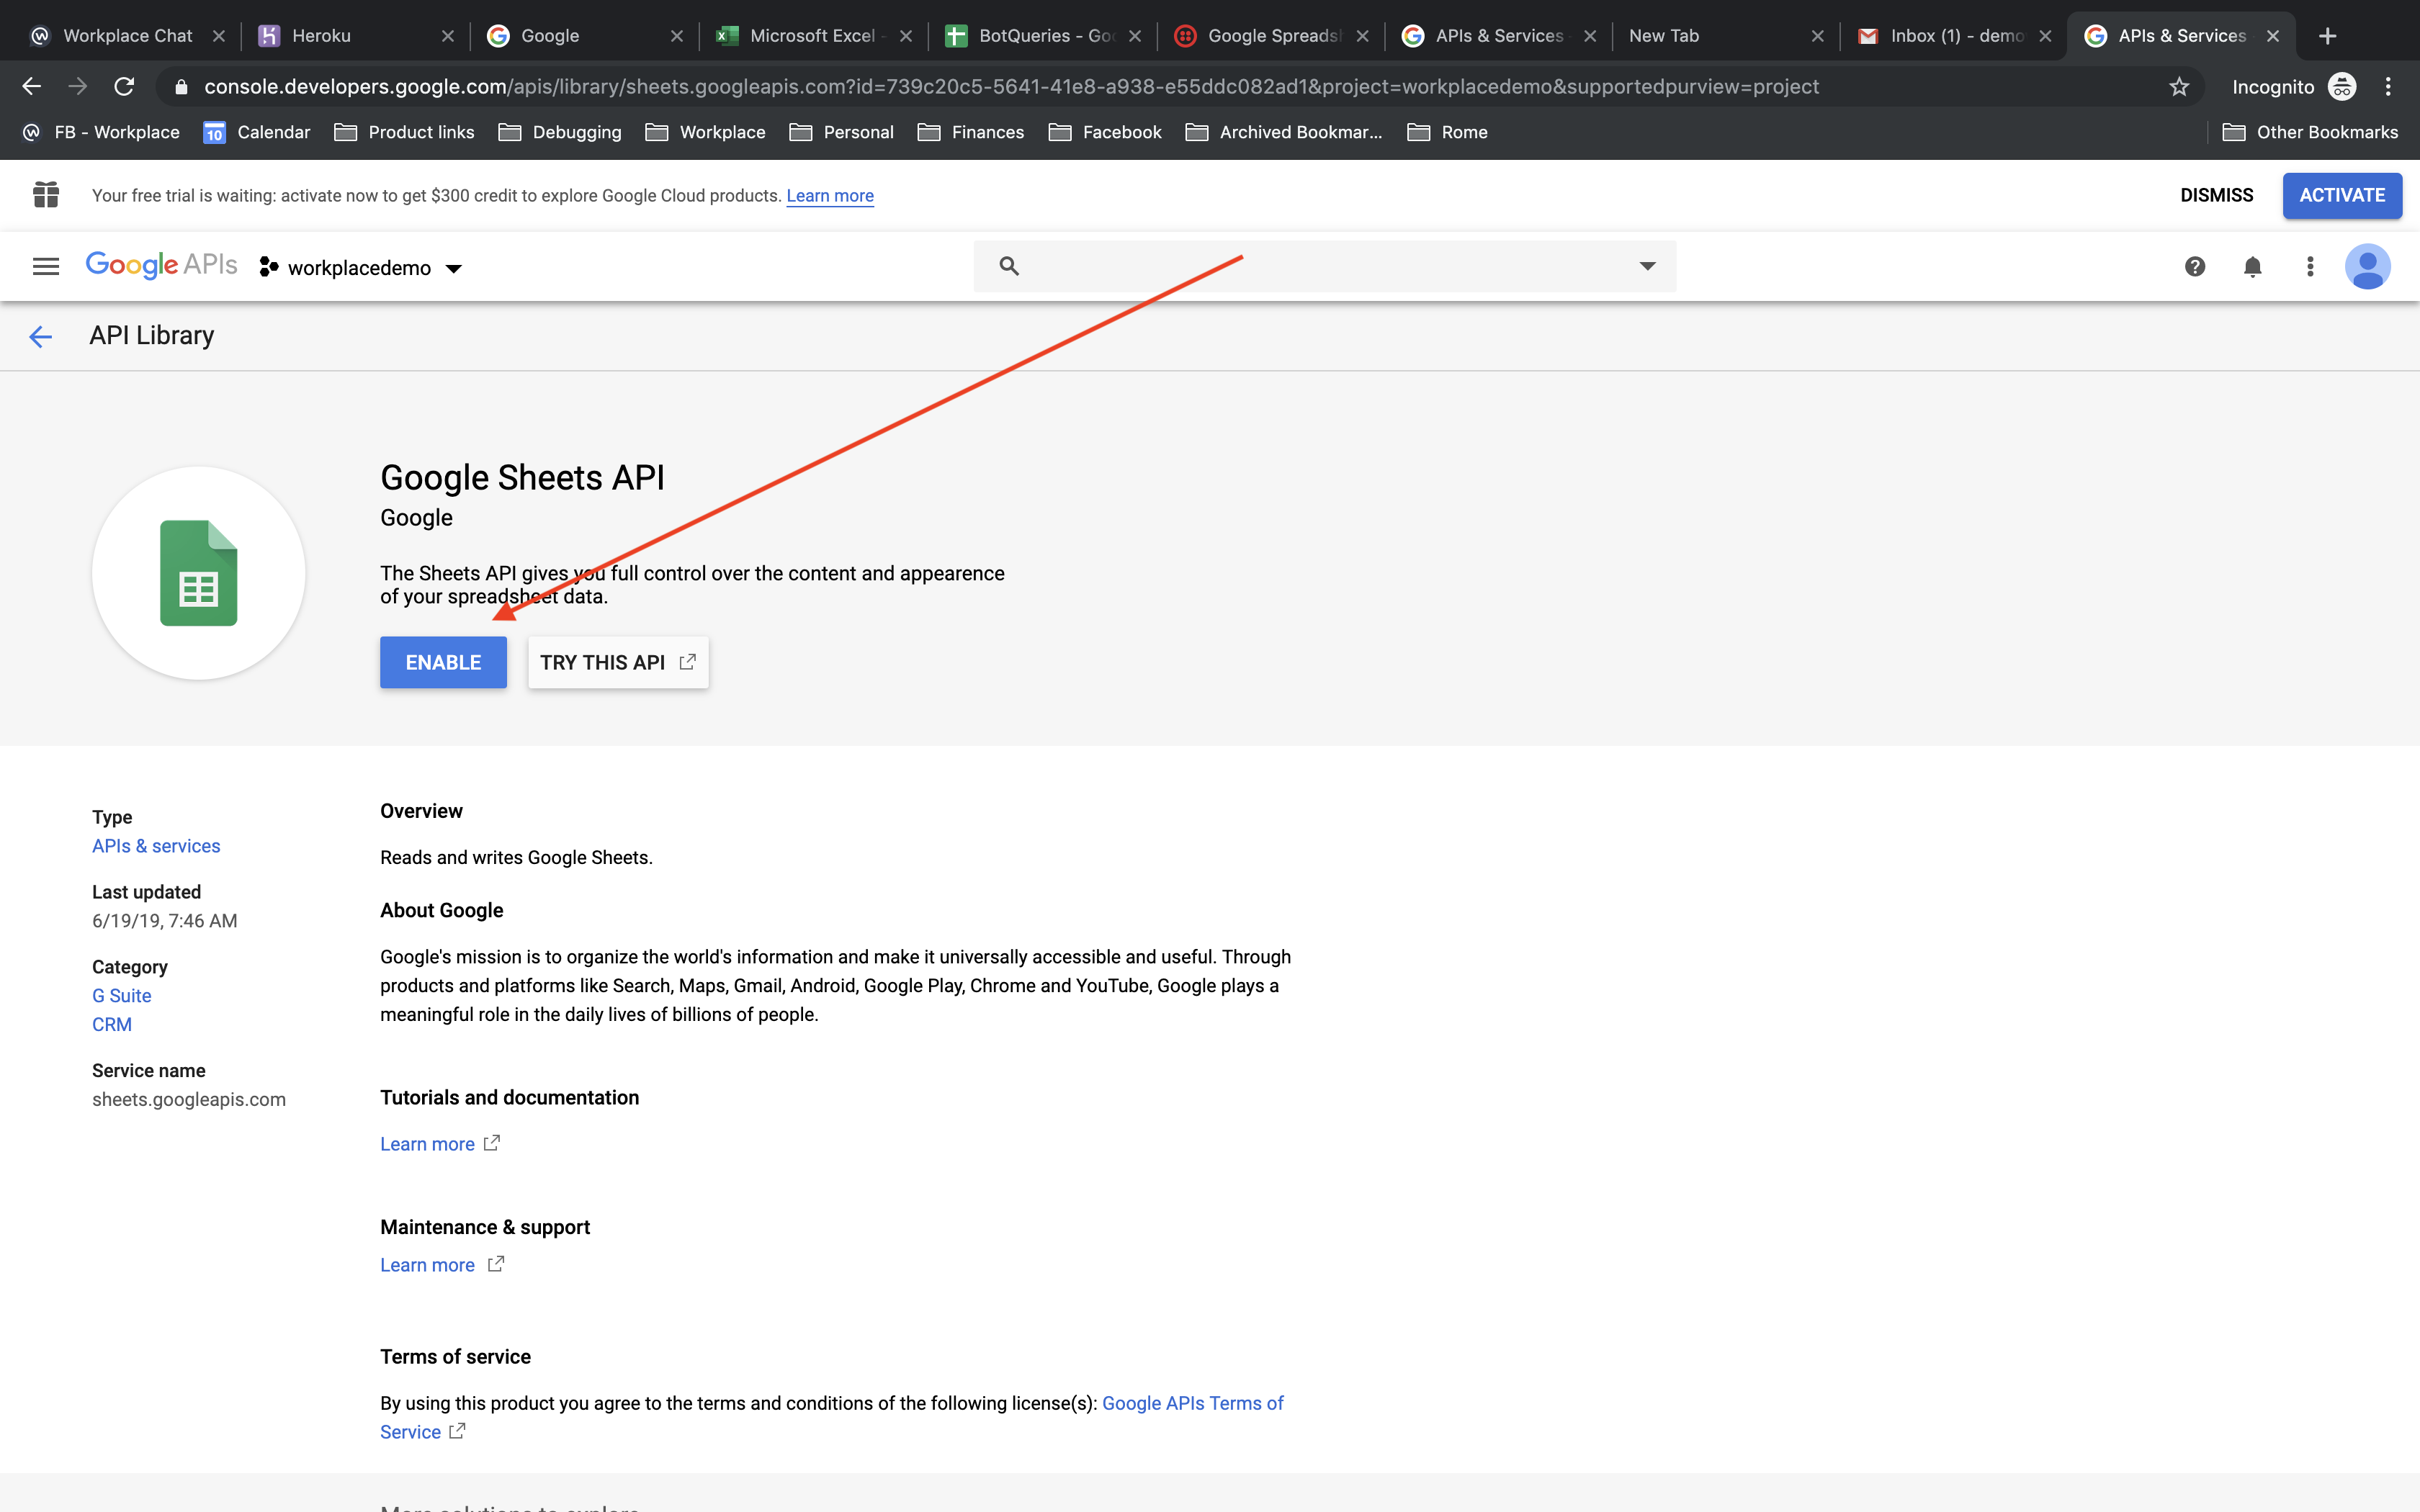 Workplace Chat
Heroku
Google
Microsoft Excel -
BotQueries - Goo
Google Spreadsh
APIs & Services -
New Tab
Inbox (1) - demo
APIs & Services
console.developers.google.com/apis/library/sheets.googleapis.com?id=739c20c5-5641-41e8-a938-e55ddc082ad1&project=workplacedemo&supportedpurview=project
Incognito
FB - Workplace
10
Calendar
Product links
Debugging
Workplace
Personal
Finances
Facebook
Archived Bookmar...
Rome
Other Bookmarks
Your free trial is waiting: activate now to get $300 credit to explore Google Cloud products. Learn more
DISMISS
ACTIVATE
Google APIs
workplacedemo
API Library
Google Sheets API
Google
The Sheets API gives you full control over the content and appearence
of your spreadsheet data.
ENABLE
TRY THIS API
Type
APIs & services
Last updated
6/19/19, 7:46 AM
Category
G Suite
CRM
Service name
sheets.googleapis.com
Overview
Reads and writes Google Sheets.
About Google
Google's mission is to organize the world's information and make it universally accessible and useful. Through
products and platforms like Search, Maps, Gmail, Android, Google Play, Chrome and YouTube, Google plays a
meaningful role in the daily lives of billions of people.
Tutorials and documentation
Learn more
Maintenance & support
Learn more
Terms of service
By using this product you agree to the terms and conditions of the following license(s): Google APIs Terms of
Service
More solutions to explore